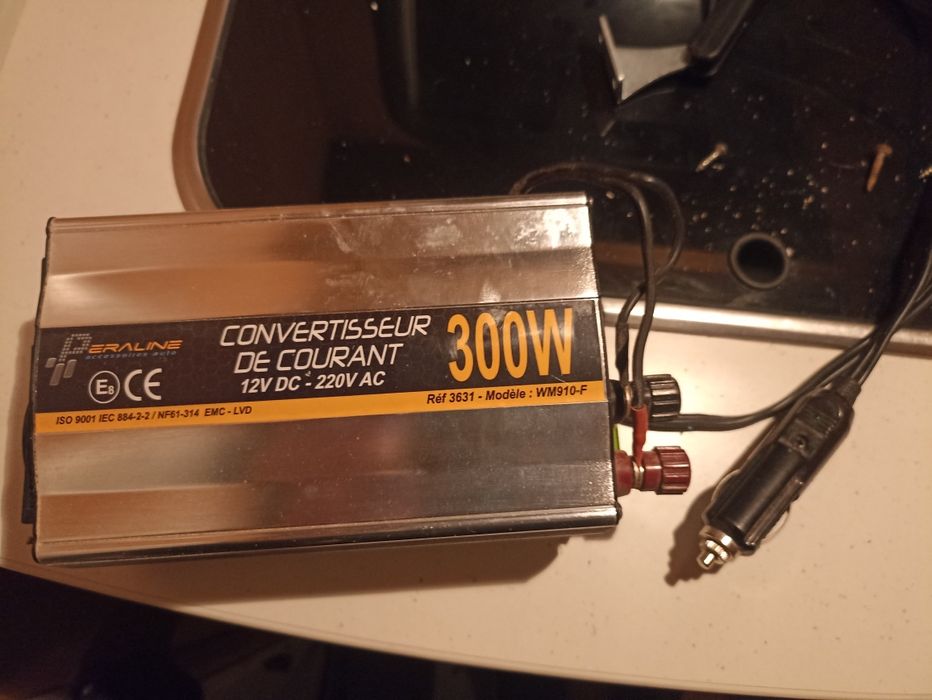 PERALINE
accessoires auto
CONVERTISSEUR
DE COURANT
12V DC - 220V AC
300W
E8 CE
ISO 9001 IEC 884-2-2 / NF61-314 EMC - LVD
Réf 3631 - Modèle : WM910-F